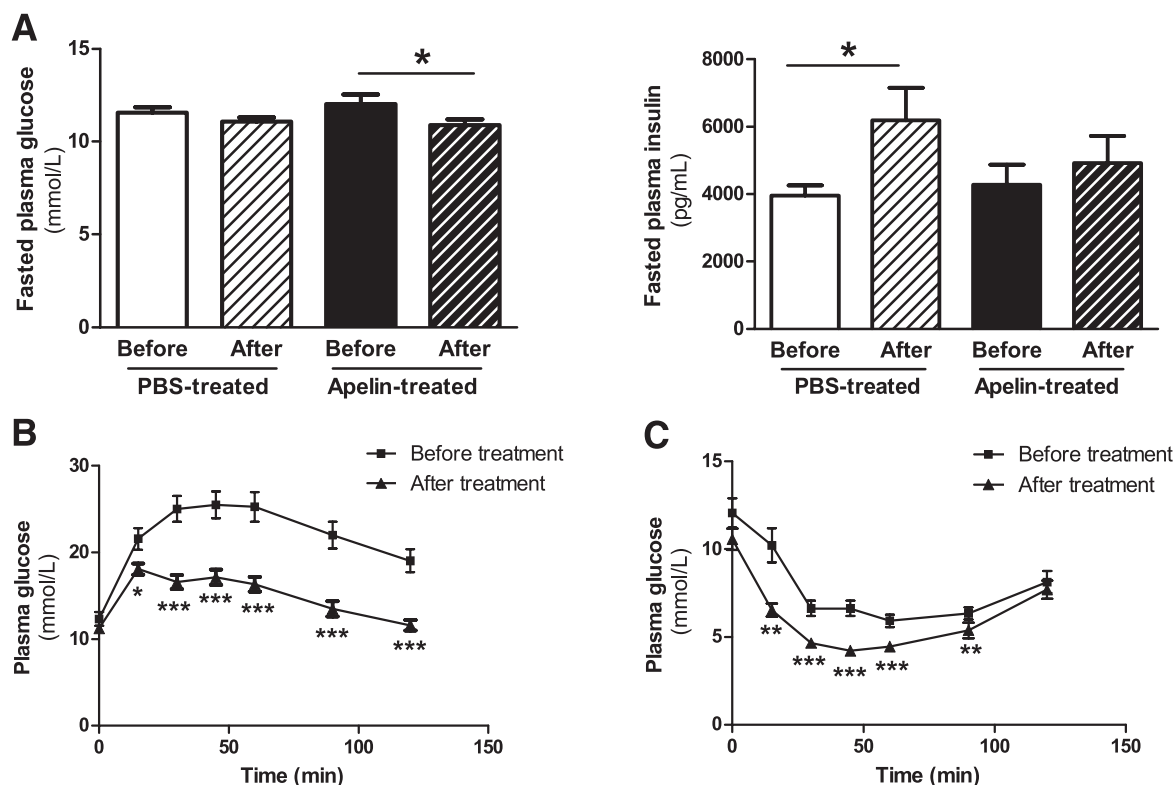 A
Fasted plasma glucose
(mmol/L)
15
10
5
0
*
Before After Before After
PBS-treated Apelin-treated
Fasted plasma insulin
(pg/mL)
8000
6000
4000
2000
0
*
Before After Before After
PBS-treated Apelin-treated
B
Before treatment
After treatment
Plasma glucose
(mmol/L)
30
20
10
0
* *** *** *** *** ***
0 50 100 150
Time (min)
C
Before treatment
After treatment
Plasma glucose
(mmol/L)
15
10
5
0
** *** *** *** **
0 50 100 150
Time (min)